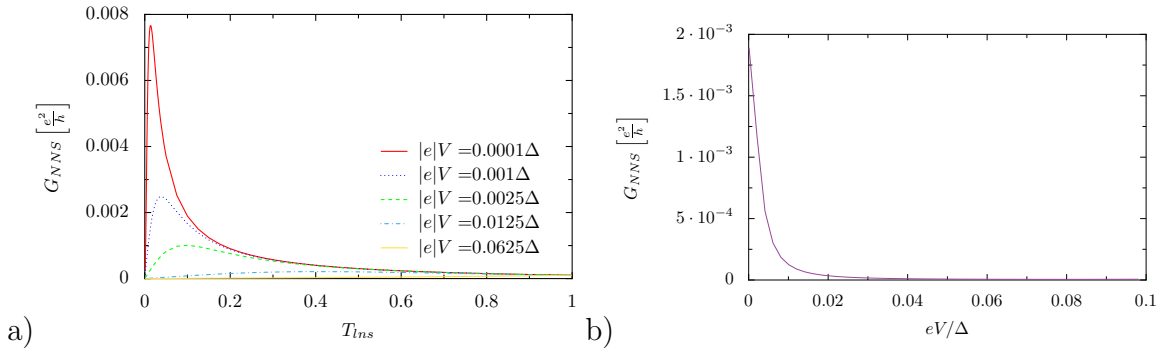 0.008
0.006
0.004
0.002
0
G_{NNS} [e^2/h]
|e|V =0.0001Δ
|e|V =0.001Δ
|e|V =0.0025Δ
|e|V =0.0125Δ
|e|V =0.0625Δ
0 0.2 0.4 0.6 0.8 1
T_{lns}
a)
2 · 10^{-3}
1.5 · 10^{-3}
1 · 10^{-3}
5 · 10^{-4}
0
G_{NNS} [e^2/h]
0 0.02 0.04 0.06 0.08 0.1
eV/Δ
b)